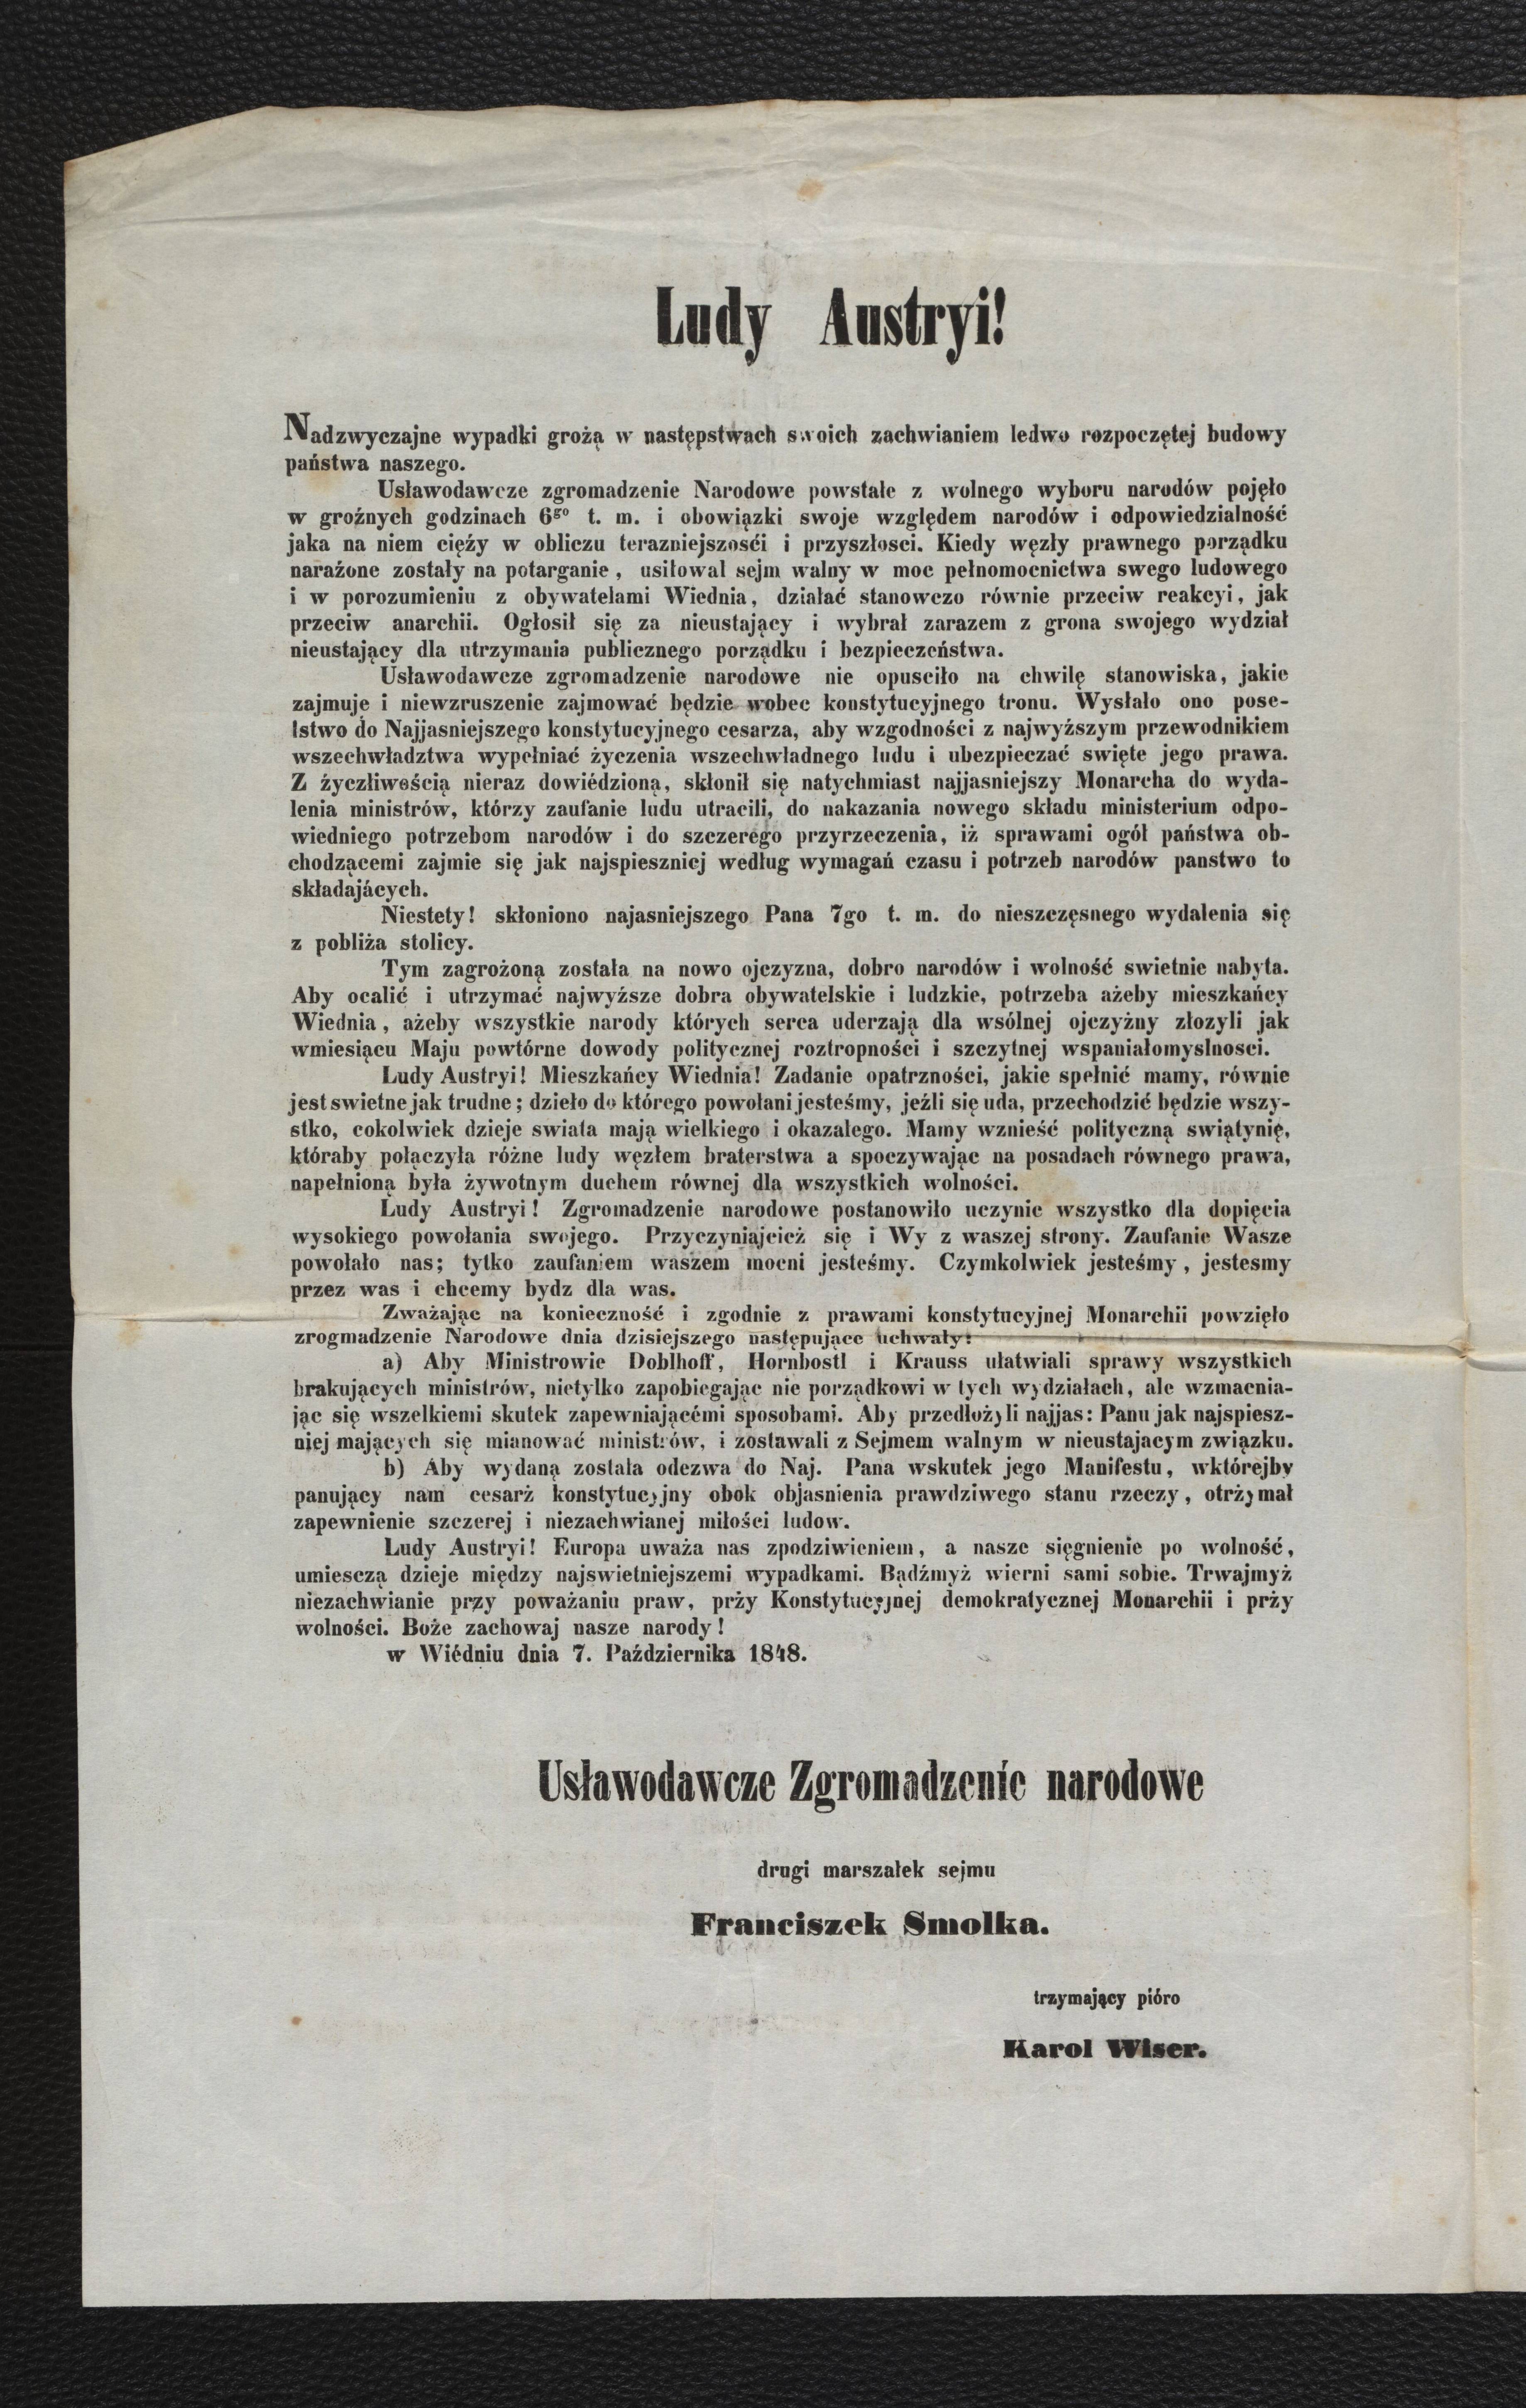 Ludy Austryi!
Nadzwyczajne wypadki grożą w następstwach swoich zachwianiem ledwo rozpoczętej budowy
państwa naszego.
Usławodawcze zgromadzenie Narodowe powstałe z wolnego wyboru narodów pojęło
w groźnych godzinach 6go t. m. i obowiązki swoje względem narodów i odpowiedzialność
jaka na niem cięży w obliczu terazniejszosći i przyszłosci. Kiedy węzły prawnego porządku
narażone zostały na potarganie, usiłowal sejm walny w moc pełnomocnictwa swego ludowego
i w porozumieniu z obywatelami Wiednia, działać stanowczo równie przeciw reakcyi, jak
przeciw anarchii. Ogłosił się za nieustający i wybrał zarazem z grona swojego wydział
nieustający dla utrzymania publicznego porządku i bezpieczeństwa.
Usławodawcze zgromadzenie narodowe nie opusciło na chwilę stanowiska, jakie
zajmuje i niewzruszenie zajmować będzie wobec konstytucyjnego tronu. Wysłało ono pose-
lstwo do Najjasniejszego konstytucyjnego cesarza, aby wzgodności z najwyższym przewodnikiem
wszechwładztwa wypełniać życzenia wszechwładnego ludu i ubezpieczać swięte jego prawa.
Z życzliwością nieraz dowiédzioną, skłonił się natychmiast najjasniejszy Monarcha do wyda-
lenia ministrów, którzy zaufanie ludu utracili, do nakazania nowego składu ministerium odpo-
wiedniego potrzebom narodów i do szczerego przyrzeczenia, iż sprawami ogół państwa ob-
chodzącemi zajmie się jak najspieszniej według wymagań czasu i potrzeb narodów panstwo to
składajácych.
Niestety! skłoniono najasniejszego Pana 7go t. m. do nieszczęsnego wydalenia się
z pobliża stolicy.
Tym zagrożoną została na nowo ojczyzna, dobro narodów i wolność swietnie nabyta.
Aby ocalić i utrzymać najwyższe dobra obywatelskie i ludzkie, potrzeba ażeby mieszkańcy
Wiednia, ażeby wszystkie narody których serca uderzają dla wsólnej ojczyżny złozyli jak
wmiesiącu Maju powtórne dowody politycznej roztropności i szczytnej wspaniałomyslnosci.
Ludy Austryi! Mieszkańcy Wiednia! Zadanie opatrzności, jakie spełnić mamy, równie
jest swietne jak trudne; dzieło do którego powołani jesteśmy, jeźli się uda, przechodzić będzie wszy-
stko, cokolwiek dzieje swiata mają wielkiego i okazalego. Mamy wznieść polityczną swiątynię,
któraby połączyła różne ludy węzłem braterstwa a spoczywając na posadach równego prawa,
napełnioną była żywotnym duchem równej dla wszystkich wolności.
Ludy Austryi! Zgromadzenie narodowe postanowiło uczynic wszystko dla dopięcia
wysokiego powołania swojego. Przyczyniajcież się i Wy z waszej strony. Zaufanie Wasze
powołało nas; tytko zaufaniem waszem mocni jesteśmy. Czymkolwiek jesteśmy, jestesmy
przez was i chcemy bydz dla was.
Zważając na konieczność i zgodnie z prawami konstytucyjnej Monarchii powzięło
zrogmadzenie Narodowe dnia dzisiejszego następujące uchwały:
a) Aby Ministrowie Doblhoff, Hornbostl i Krauss ułatwiali sprawy wszystkich
brakujących ministrów, nietylko zapobiegając nie porządkowi w tych wydziałach, ale wzmacnia-
jąc się wszelkiemi skutek zapewniającémi sposobami. Aby przedłożyli najjas: Panu jak najspiesz-
niej mających się mianować ministrów, i zostawali z Sejmem walnym w nieustajacym związku.
b) Aby wydaną została odezwa do Naj. Pana wskutek jego Manifestu, wktórejby
panujący nam cesarż konstytucyjny obok objasnienia prawdziwego stanu rzeczy, otrżymał
zapewnienie szczerej i niezachwianej miłości ludow.
Ludy Austryi! Europa uważa nas zpodziwieniem, a nasze sięgnienie po wolność,
umiesczą dzieje między najswietniejszemi wypadkami. Bądźmyż wierni sami sobie. Trwajmyż
niezachwianie przy poważaniu praw, prży Konstytucyjnej demokratycznej Monarchii i prży
wolności. Boże zachowaj nasze narody!
w Wiédniu dnia 7. Października 1848.
Usławodawcze Zgromadzenie narodowe
drugi marszałek sejmu
Franciszek Smolka.
trzymający pióro
Karol Wiser.